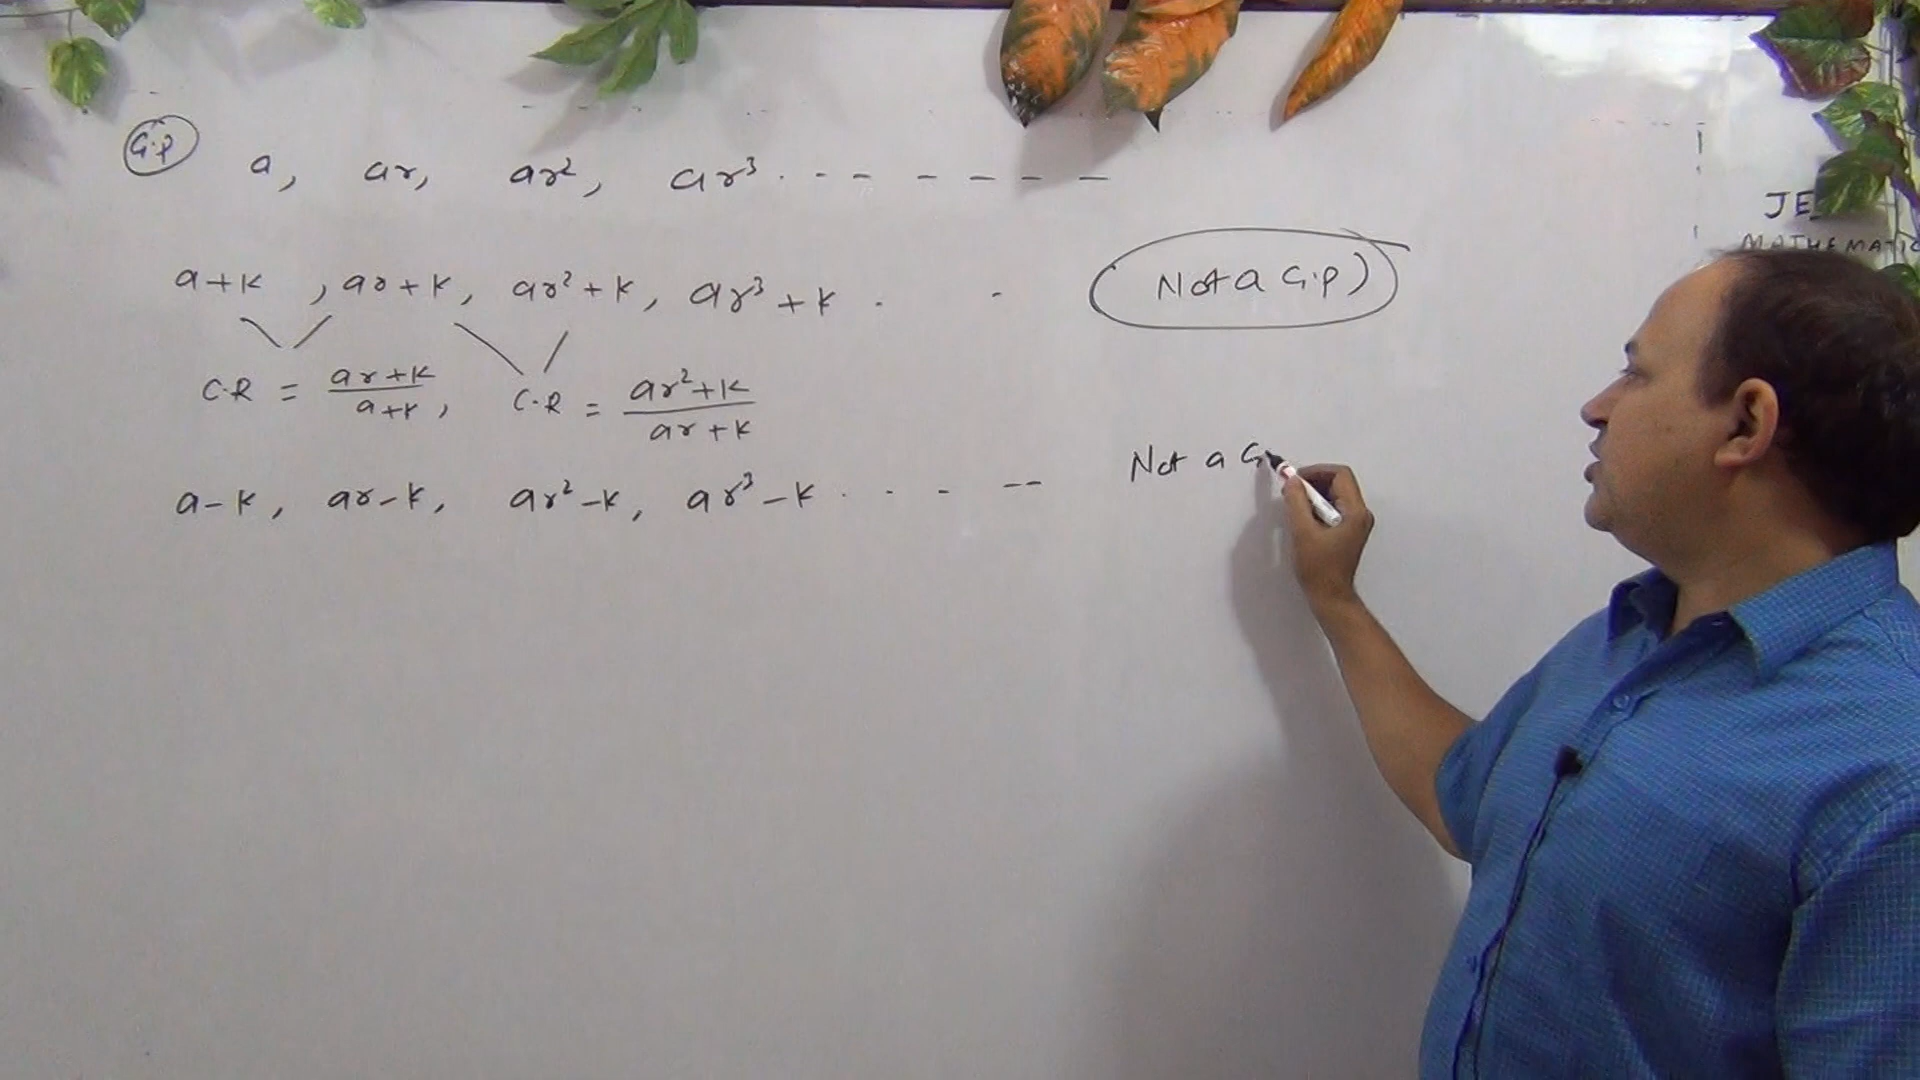 G.P
a, ar, ar², ar³ . - - - - - -
a+k , ar+k, ar²+k, ar³+k . . Not a G.P)
C.R = (ar+k)/(a+k), C.R = (ar²+k)/(ar+k)
a-k, ar-k, ar²-k, ar³-k . . - -- Not a G
JE
MATHEMATIC